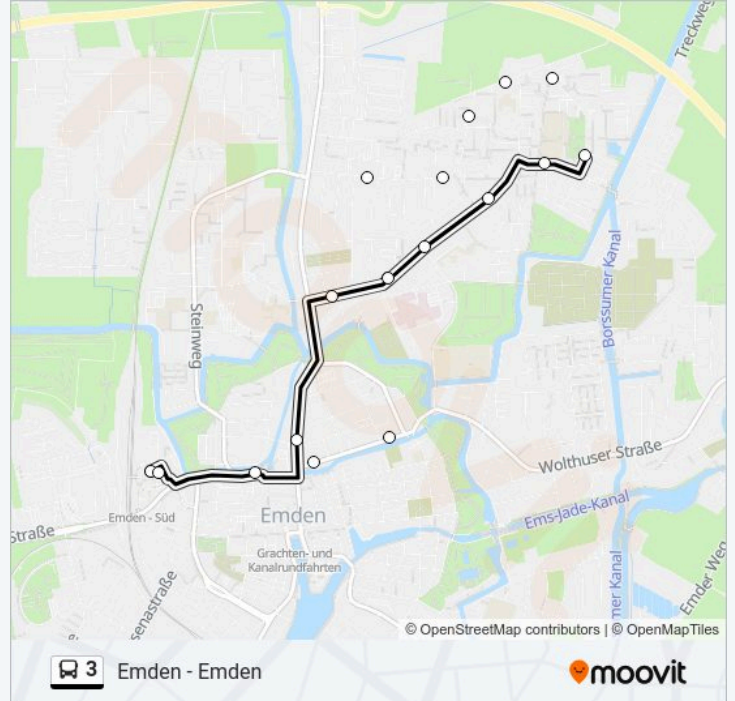 Treckweg
Borssumer Kanal
Steinweg
Wolthuser Straße
Straße
Emden - Süd
Emden
Ems-Jade-Kanal
Grachten- und
Kanalrundfahrten
senastraße
mer Kanal
Emder Weg
e
© OpenStreetMap contributors | © OpenMapTiles
3 Emden - Emden
moovit